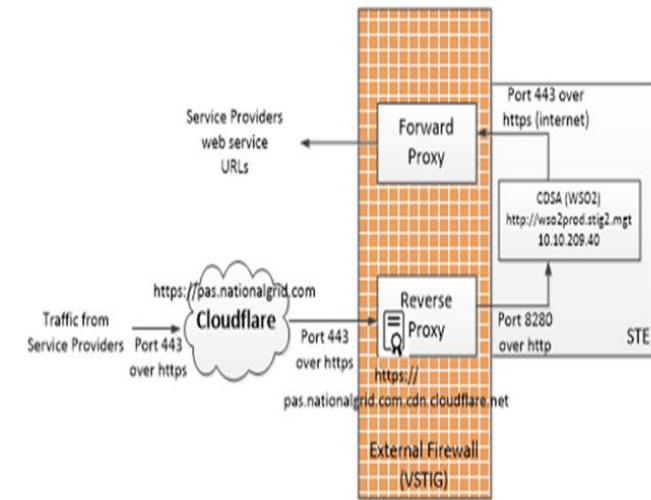 Port 443 over
https (internet)
Service Providers
web service
URLs
Forward
Proxy
CDSA (WSO2)
http://wso2prod.stig2.mgt
10.10.209.40
https://pas.nationalgrid.com
Cloudflare
Traffic from
Service Providers
Port 443
over https
Port 443
over https
Reverse
Proxy
Port 8280
over http
STE
https://
pas.nationalgrid.com.cdn.cloudflare.net
External Firewall
(VSTIG)